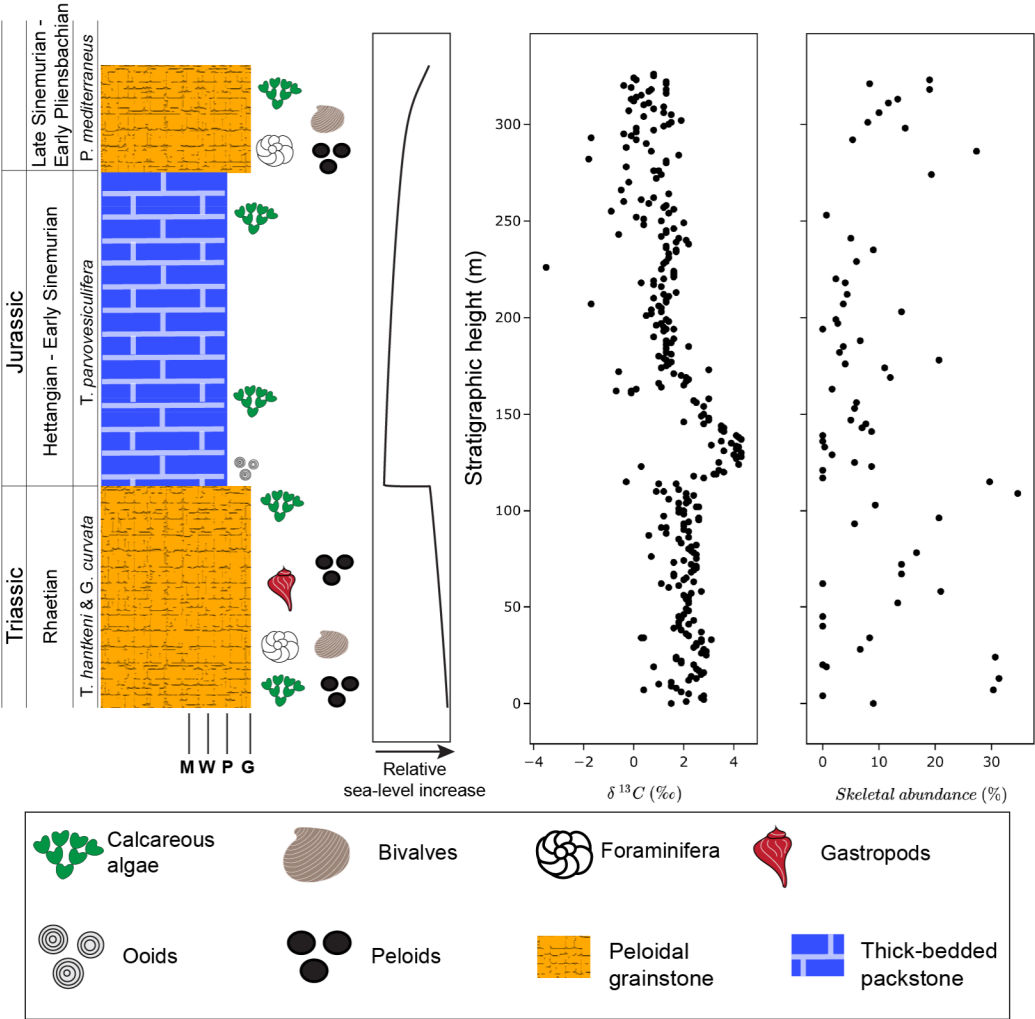 Triassic
Jurassic
Rhaetian
Hettangian - Early Sinemurian
Late Sinemurian -
Early Pliensbachian
T. hantkeni & G. curvata
T. parvovesiculifera
P. mediterraneus
M W P G
Relative
sea-level increase
Stratigraphic height (m)
300
250
200
150
100
50
0
−4 −2 0 2 4
δ ¹³C (‰)
0 10 20 30
Skeletal abundance (%)
Calcareous
algae
Bivalves
Foraminifera
Gastropods
Ooids
Peloids
Peloidal
grainstone
Thick-bedded
packstone